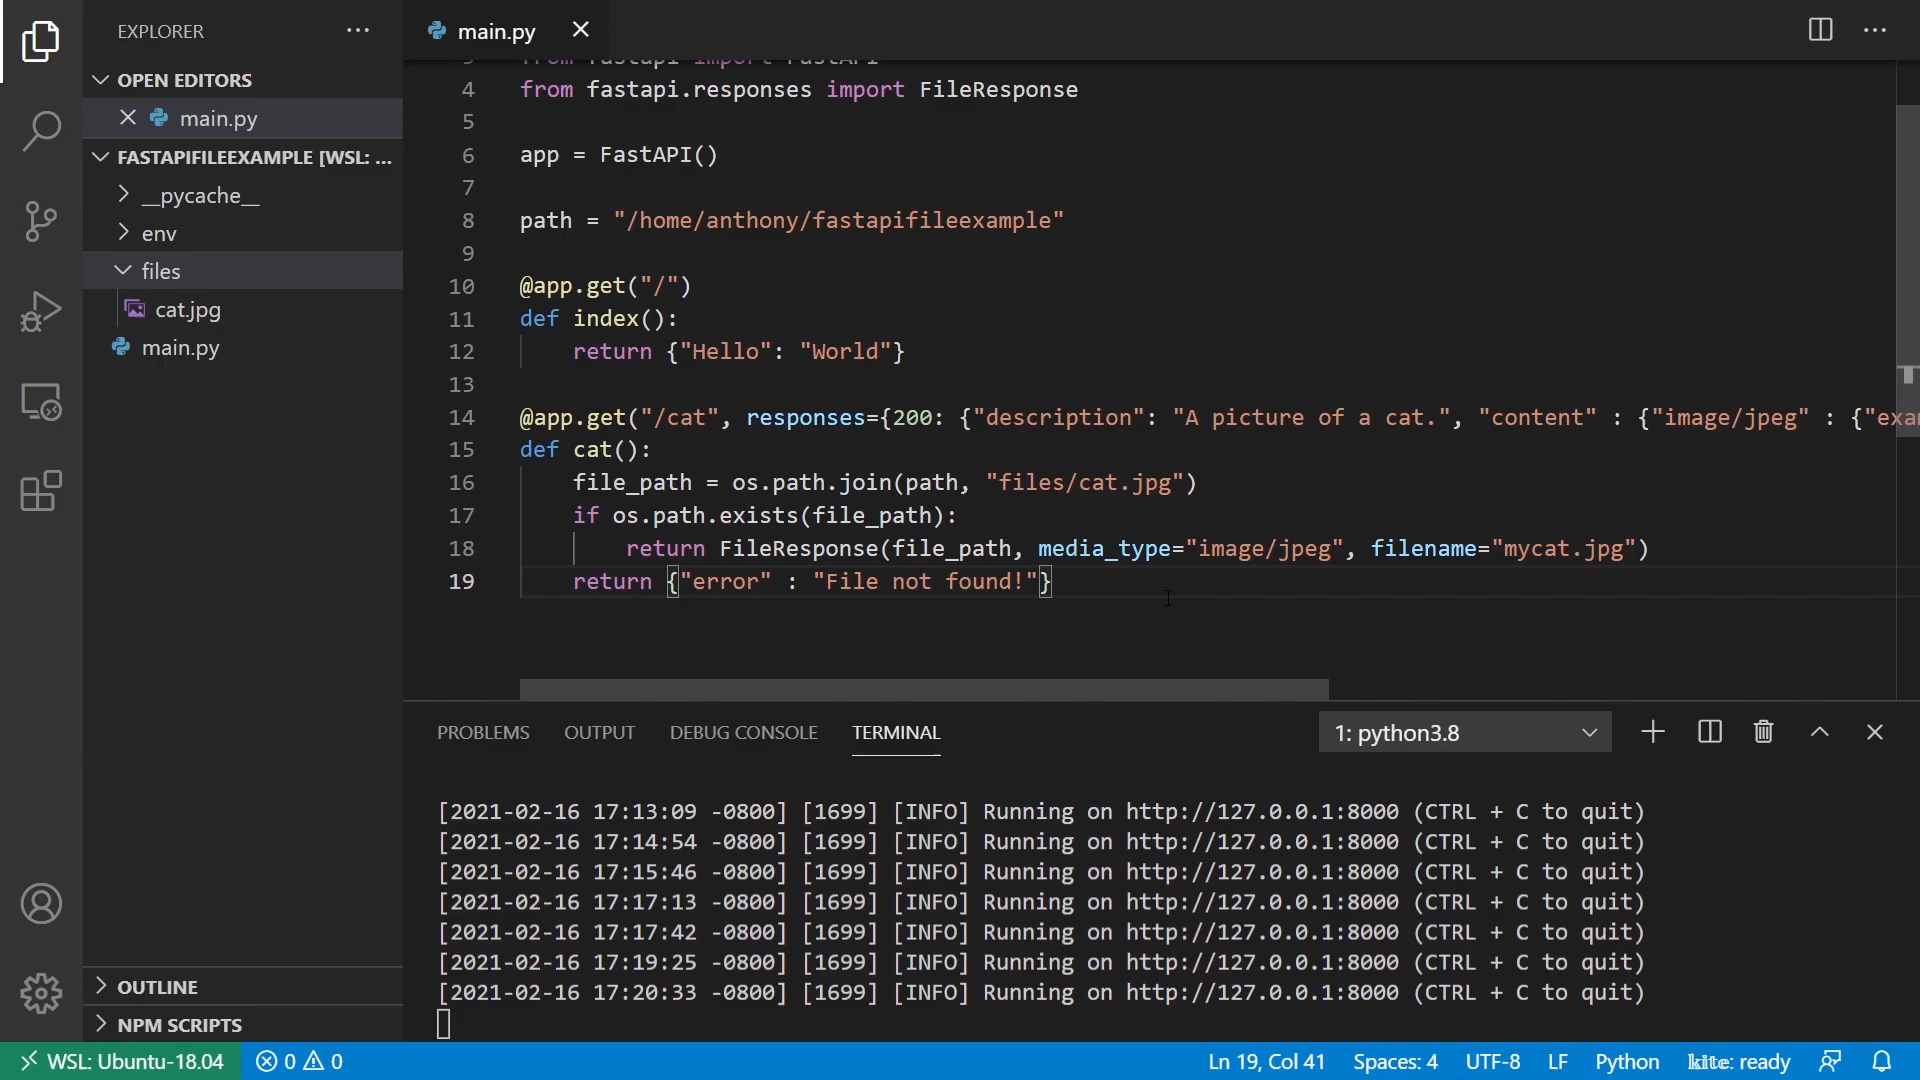 EXPLORER
OPEN EDITORS
main.py
FASTAPIFILEEXAMPLE [WSL: ...
__pycache__
env
files
cat.jpg
main.py
OUTLINE
NPM SCRIPTS
main.py
3 from fastapi import FastAPI
4 from fastapi.responses import FileResponse
5
6 app = FastAPI()
7
8 path = "/home/anthony/fastapifileexample"
9
10 @app.get("/")
11 def index():
12 return {"Hello": "World"}
13
14 @app.get("/cat", responses={200: {"description": "A picture of a cat.", "content" : {"image/jpeg" : {"exa
15 def cat():
16 file_path = os.path.join(path, "files/cat.jpg")
17 if os.path.exists(file_path):
18 return FileResponse(file_path, media_type="image/jpeg", filename="mycat.jpg")
19 return {"error" : "File not found!"}
PROBLEMS OUTPUT DEBUG CONSOLE TERMINAL 1: python3.8
[2021-02-16 17:13:09 -0800] [1699] [INFO] Running on http://127.0.0.1:8000 (CTRL + C to quit)
[2021-02-16 17:14:54 -0800] [1699] [INFO] Running on http://127.0.0.1:8000 (CTRL + C to quit)
[2021-02-16 17:15:46 -0800] [1699] [INFO] Running on http://127.0.0.1:8000 (CTRL + C to quit)
[2021-02-16 17:17:13 -0800] [1699] [INFO] Running on http://127.0.0.1:8000 (CTRL + C to quit)
[2021-02-16 17:17:42 -0800] [1699] [INFO] Running on http://127.0.0.1:8000 (CTRL + C to quit)
[2021-02-16 17:19:25 -0800] [1699] [INFO] Running on http://127.0.0.1:8000 (CTRL + C to quit)
[2021-02-16 17:20:33 -0800] [1699] [INFO] Running on http://127.0.0.1:8000 (CTRL + C to quit)
WSL: Ubuntu-18.04 0 0 Ln 19, Col 41 Spaces: 4 UTF-8 LF Python kite: ready